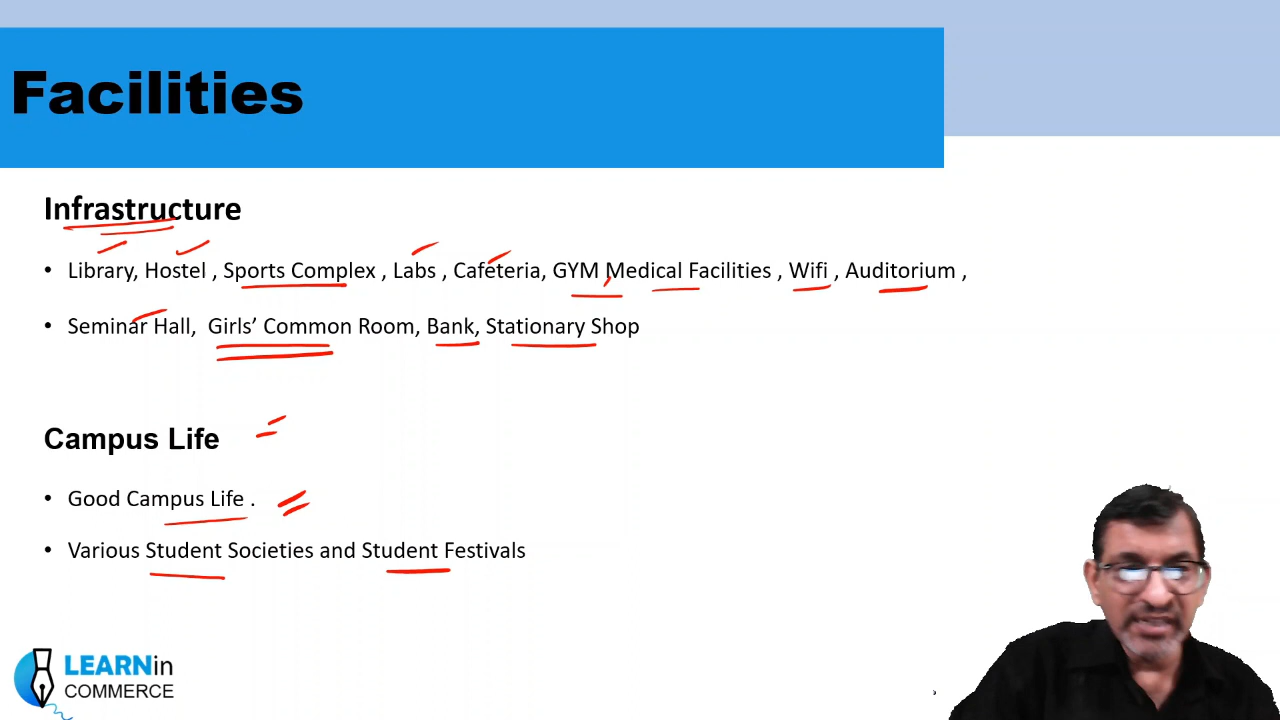 Facilities
Infrastructure
• Library, Hostel , Sports Complex , Labs , Cafeteria, GYM , Medical Facilities , Wifi , Auditorium ,
• Seminar Hall, Girls' Common Room, Bank, Stationary Shop
Campus Life
• Good Campus Life .
• Various Student Societies and Student Festivals
LEARNin
COMMERCE